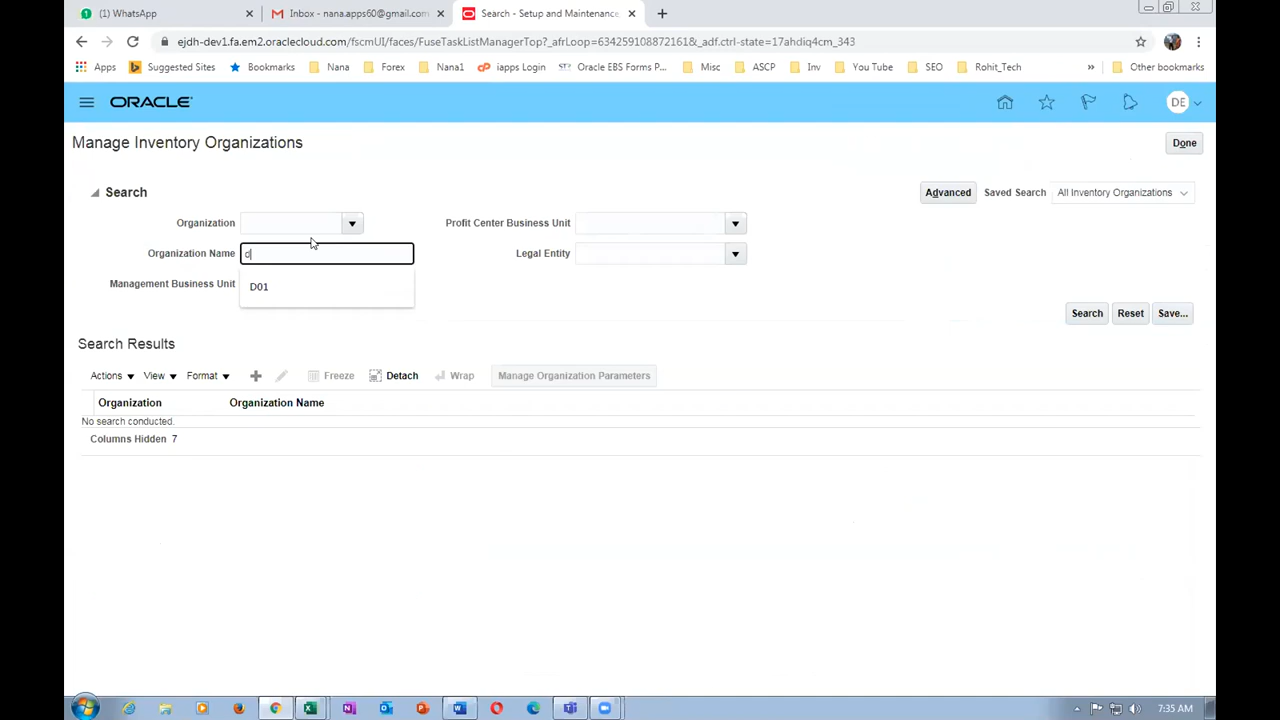 (1) WhatsApp
Inbox - nana.apps60@gmail.com
Search - Setup and Maintenance
ejdh-dev1.fa.em2.oraclecloud.com/fscmUI/faces/FuseTaskListManagerTop?_afrLoop=634259108872161&_adf.ctrl-state=17ahdiq4cm_343
Apps Suggested Sites Bookmarks Nana Forex Nana1 iapps Login Oracle EBS Forms P... Misc ASCP Inv You Tube SEO Rohit_Tech » Other bookmarks
ORACLE DE
Manage Inventory Organizations Done
Search Advanced Saved Search All Inventory Organizations
Organization Profit Center Business Unit
Organization Name d Legal Entity
Management Business Unit D01
Search Reset Save...
Search Results
Actions View Format Freeze Detach Wrap Manage Organization Parameters
Organization Organization Name
No search conducted.
Columns Hidden 7
7:35 AM